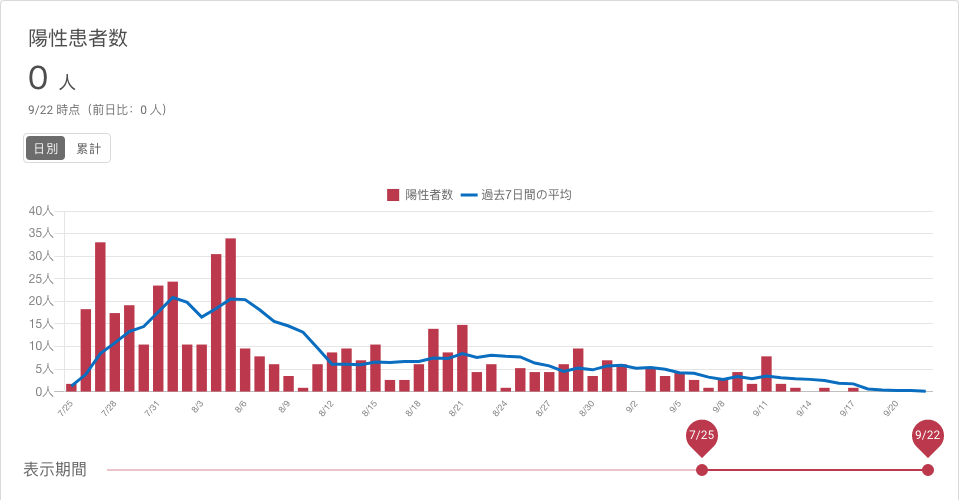 陽性患者数
0 人
9/22 時点（前日比：0 人）
日別 累計
陽性者数 過去7日間の平均
40人
35人
30人
25人
20人
15人
10人
5人
0人
7/25 7/28 7/31 8/3 8/6 8/9 8/12 8/15 8/18 8/21 8/24 8/27 8/30 9/2 9/5 9/8 9/11 9/14 9/17 9/20
7/25 9/22
表示期間